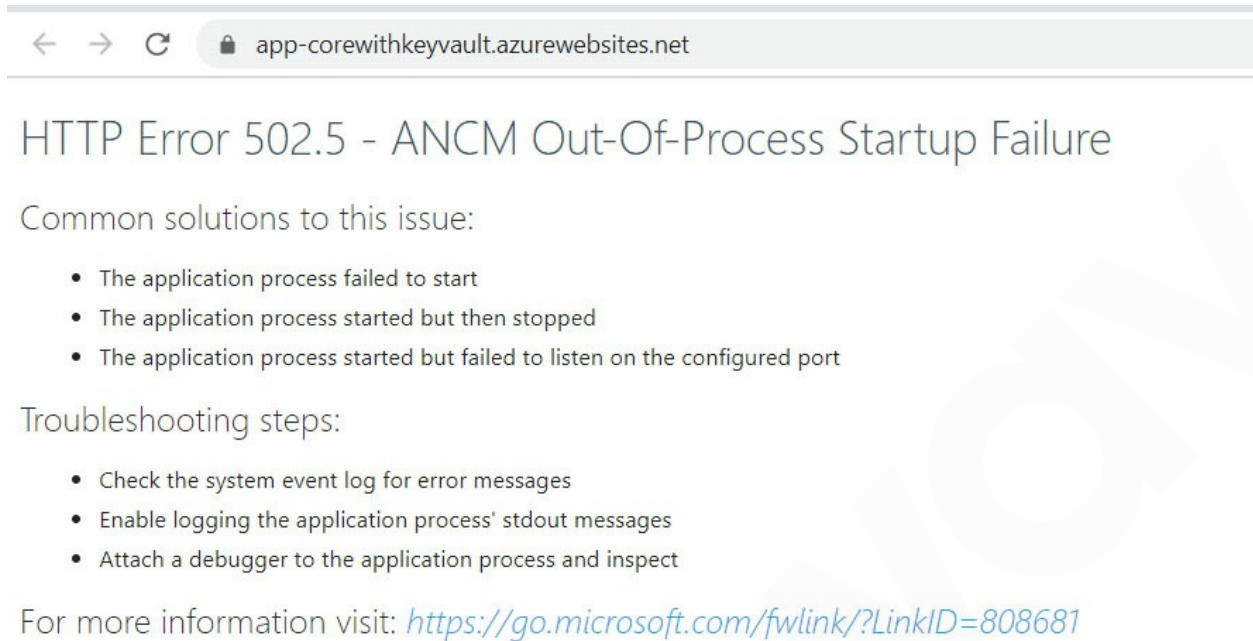 app-corewithkeyvault.azurewebsites.net
HTTP Error 502.5 - ANCM Out-Of-Process Startup Failure
Common solutions to this issue:
• The application process failed to start
• The application process started but then stopped
• The application process started but failed to listen on the configured port
Troubleshooting steps:
• Check the system event log for error messages
• Enable logging the application process' stdout messages
• Attach a debugger to the application process and inspect
For more information visit: https://go.microsoft.com/fwlink/?LinkID=808681